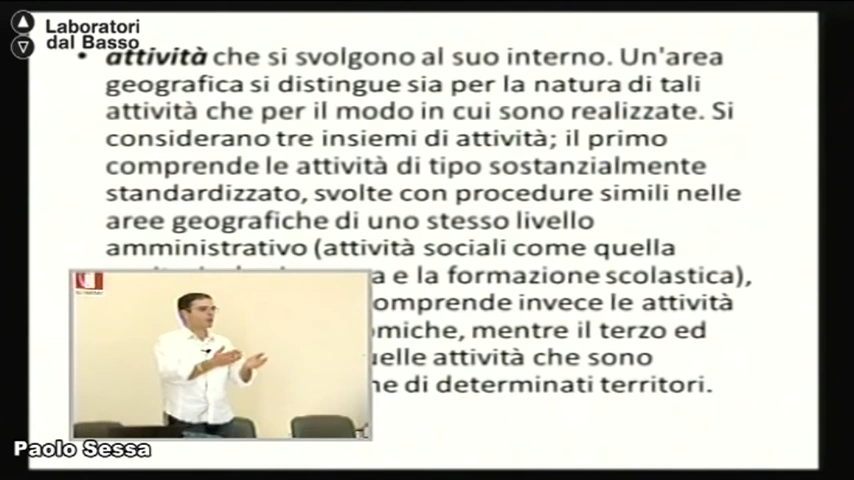 Laboratori
dal Basso
• attività che si svolgono al suo interno. Un'area
geografica si distingue sia per la natura di tali
attività che per il modo in cui sono realizzate. Si
considerano tre insiemi di attività; il primo
comprende le attività di tipo sostanzialmente
standardizzato, svolte con procedure simili nelle
aree geografiche di uno stesso livello
amministrativo (attività sociali come quella
e la formazione scolastica),
omprende invece le attività
omiche, mentre il terzo ed
uelle attività che sono
ne di determinati territori.
Paolo Sessa